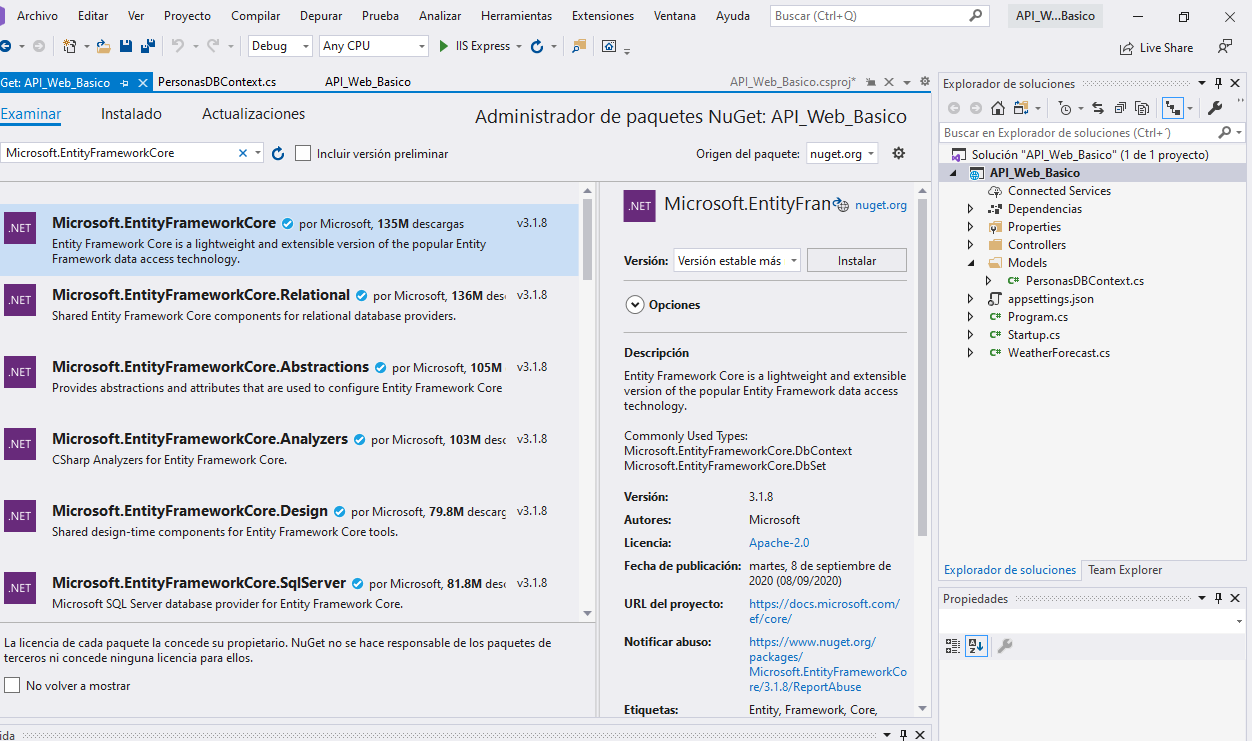 Archivo Editar Ver Proyecto Compilar Depurar Prueba Analizar Herramientas Extensiones Ventana Ayuda Buscar (Ctrl+Q) API_W...Basico
Debug Any CPU IIS Express Live Share
Get: API_Web_Basico PersonasDBContext.cs API_Web_Basico API_Web_Basico.csproj*
Examinar Instalado Actualizaciones Administrador de paquetes NuGet: API_Web_Basico
Microsoft.EntityFrameworkCore Incluir versión preliminar Origen del paquete: nuget.org
.NET
Microsoft.EntityFrameworkCore por Microsoft, 135M descargas v3.1.8
Entity Framework Core is a lightweight and extensible version of the popular Entity
Framework data access technology.
.NET
Microsoft.EntityFrameworkCore.Relational por Microsoft, 136M desc v3.1.8
Shared Entity Framework Core components for relational database providers.
.NET
Microsoft.EntityFrameworkCore.Abstractions por Microsoft, 105M v3.1.8
Provides abstractions and attributes that are used to configure Entity Framework Core
.NET
Microsoft.EntityFrameworkCore.Analyzers por Microsoft, 103M desc v3.1.8
CSharp Analyzers for Entity Framework Core.
.NET
Microsoft.EntityFrameworkCore.Design por Microsoft, 79.8M descarg v3.1.8
Shared design-time components for Entity Framework Core tools.
.NET
Microsoft.EntityFrameworkCore.SqlServer por Microsoft, 81.8M desc v3.1.8
Microsoft SQL Server database provider for Entity Framework Core.
La licencia de cada paquete la concede su propietario. NuGet no se hace responsable de los paquetes de
terceros ni concede ninguna licencia para ellos.
No volver a mostrar
ida
.NET
Microsoft.EntityFran nuget.org
Versión: Versión estable más Instalar
Opciones
Descripción
Entity Framework Core is a lightweight and extensible
version of the popular Entity Framework data access
technology.
Commonly Used Types:
Microsoft.EntityFrameworkCore.DbContext
Microsoft.EntityFrameworkCore.DbSet
Versión: 3.1.8
Autores: Microsoft
Licencia: Apache-2.0
Fecha de publicación: martes, 8 de septiembre de
2020 (08/09/2020)
URL del proyecto: https://docs.microsoft.com/
ef/core/
Notificar abuso: https://www.nuget.org/
packages/
Microsoft.EntityFrameworkCo
re/3.1.8/ReportAbuse
Etiquetas: Entity, Framework, Core,
Explorador de soluciones
Buscar en Explorador de soluciones (Ctrl+´)
Solución "API_Web_Basico" (1 de 1 proyecto)
API_Web_Basico
Connected Services
Dependencias
Properties
Controllers
Models
C# PersonasDBContext.cs
appsettings.json
C# Program.cs
C# Startup.cs
C# WeatherForecast.cs
Explorador de soluciones Team Explorer
Propiedades